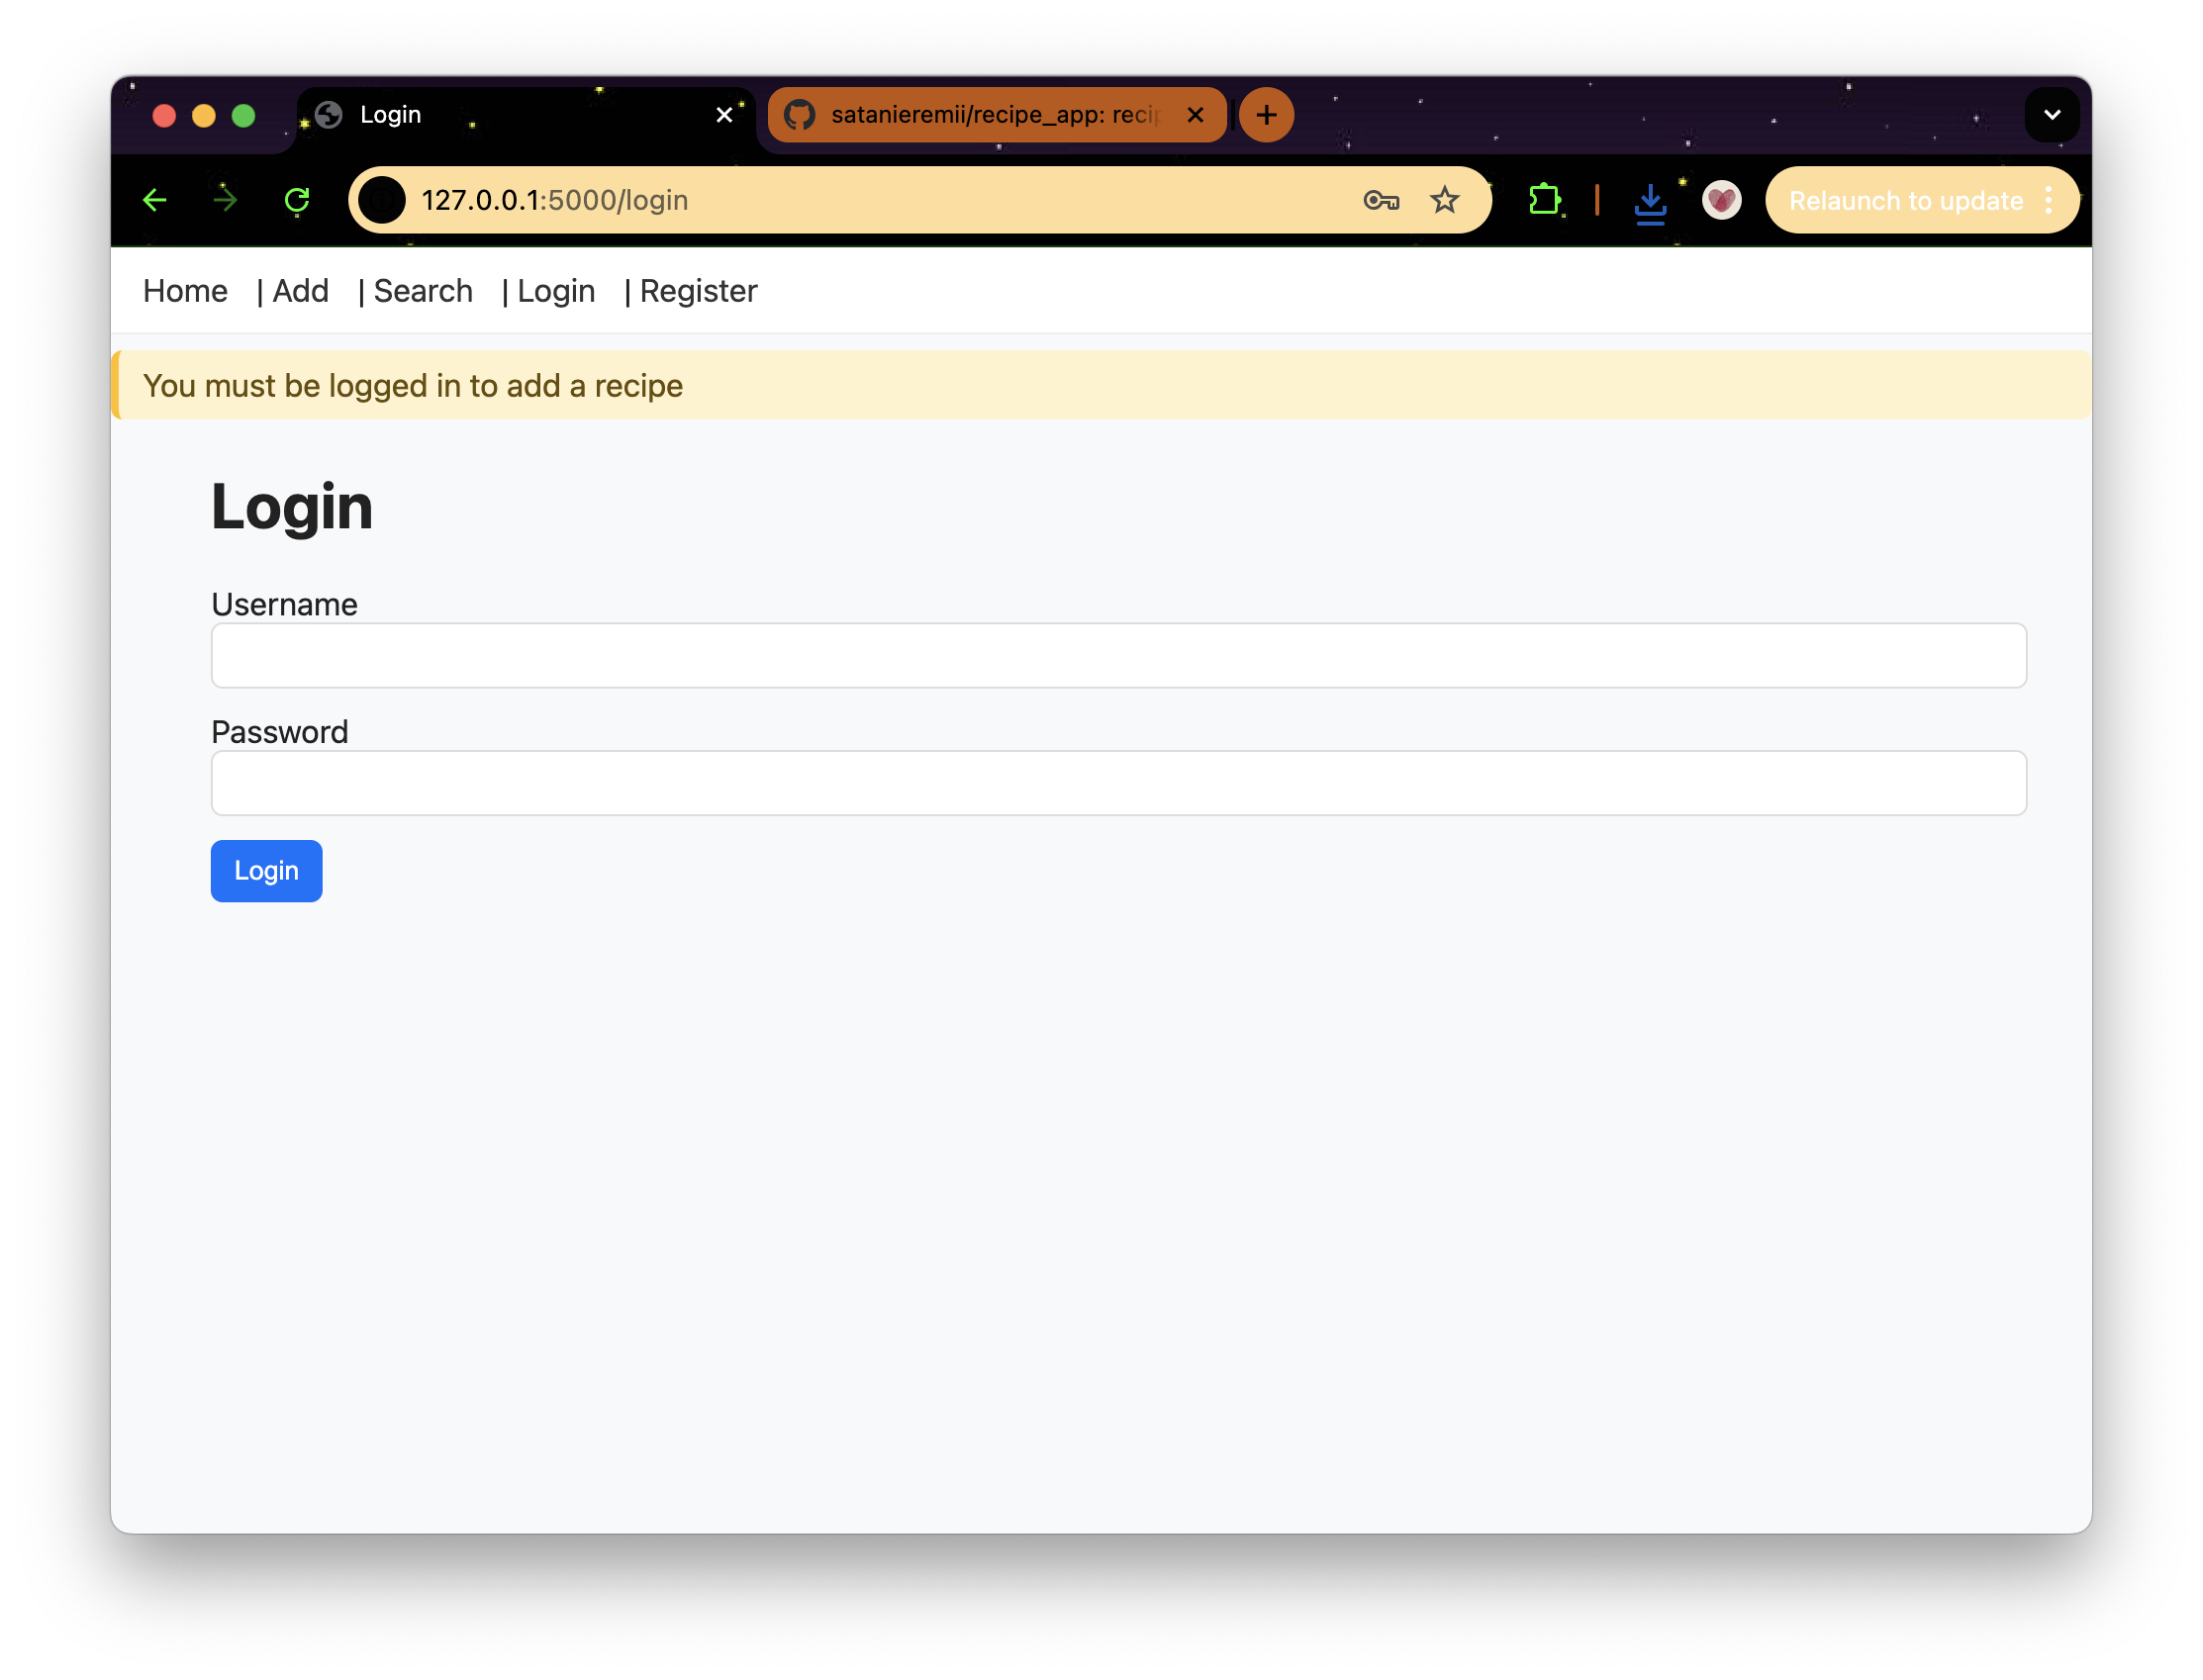 Login
satanieremii/recipe_app: recip
127.0.0.1:5000/login
Relaunch to update
Home | Add | Search | Login | Register
You must be logged in to add a recipe
Login
Username
Password
Login